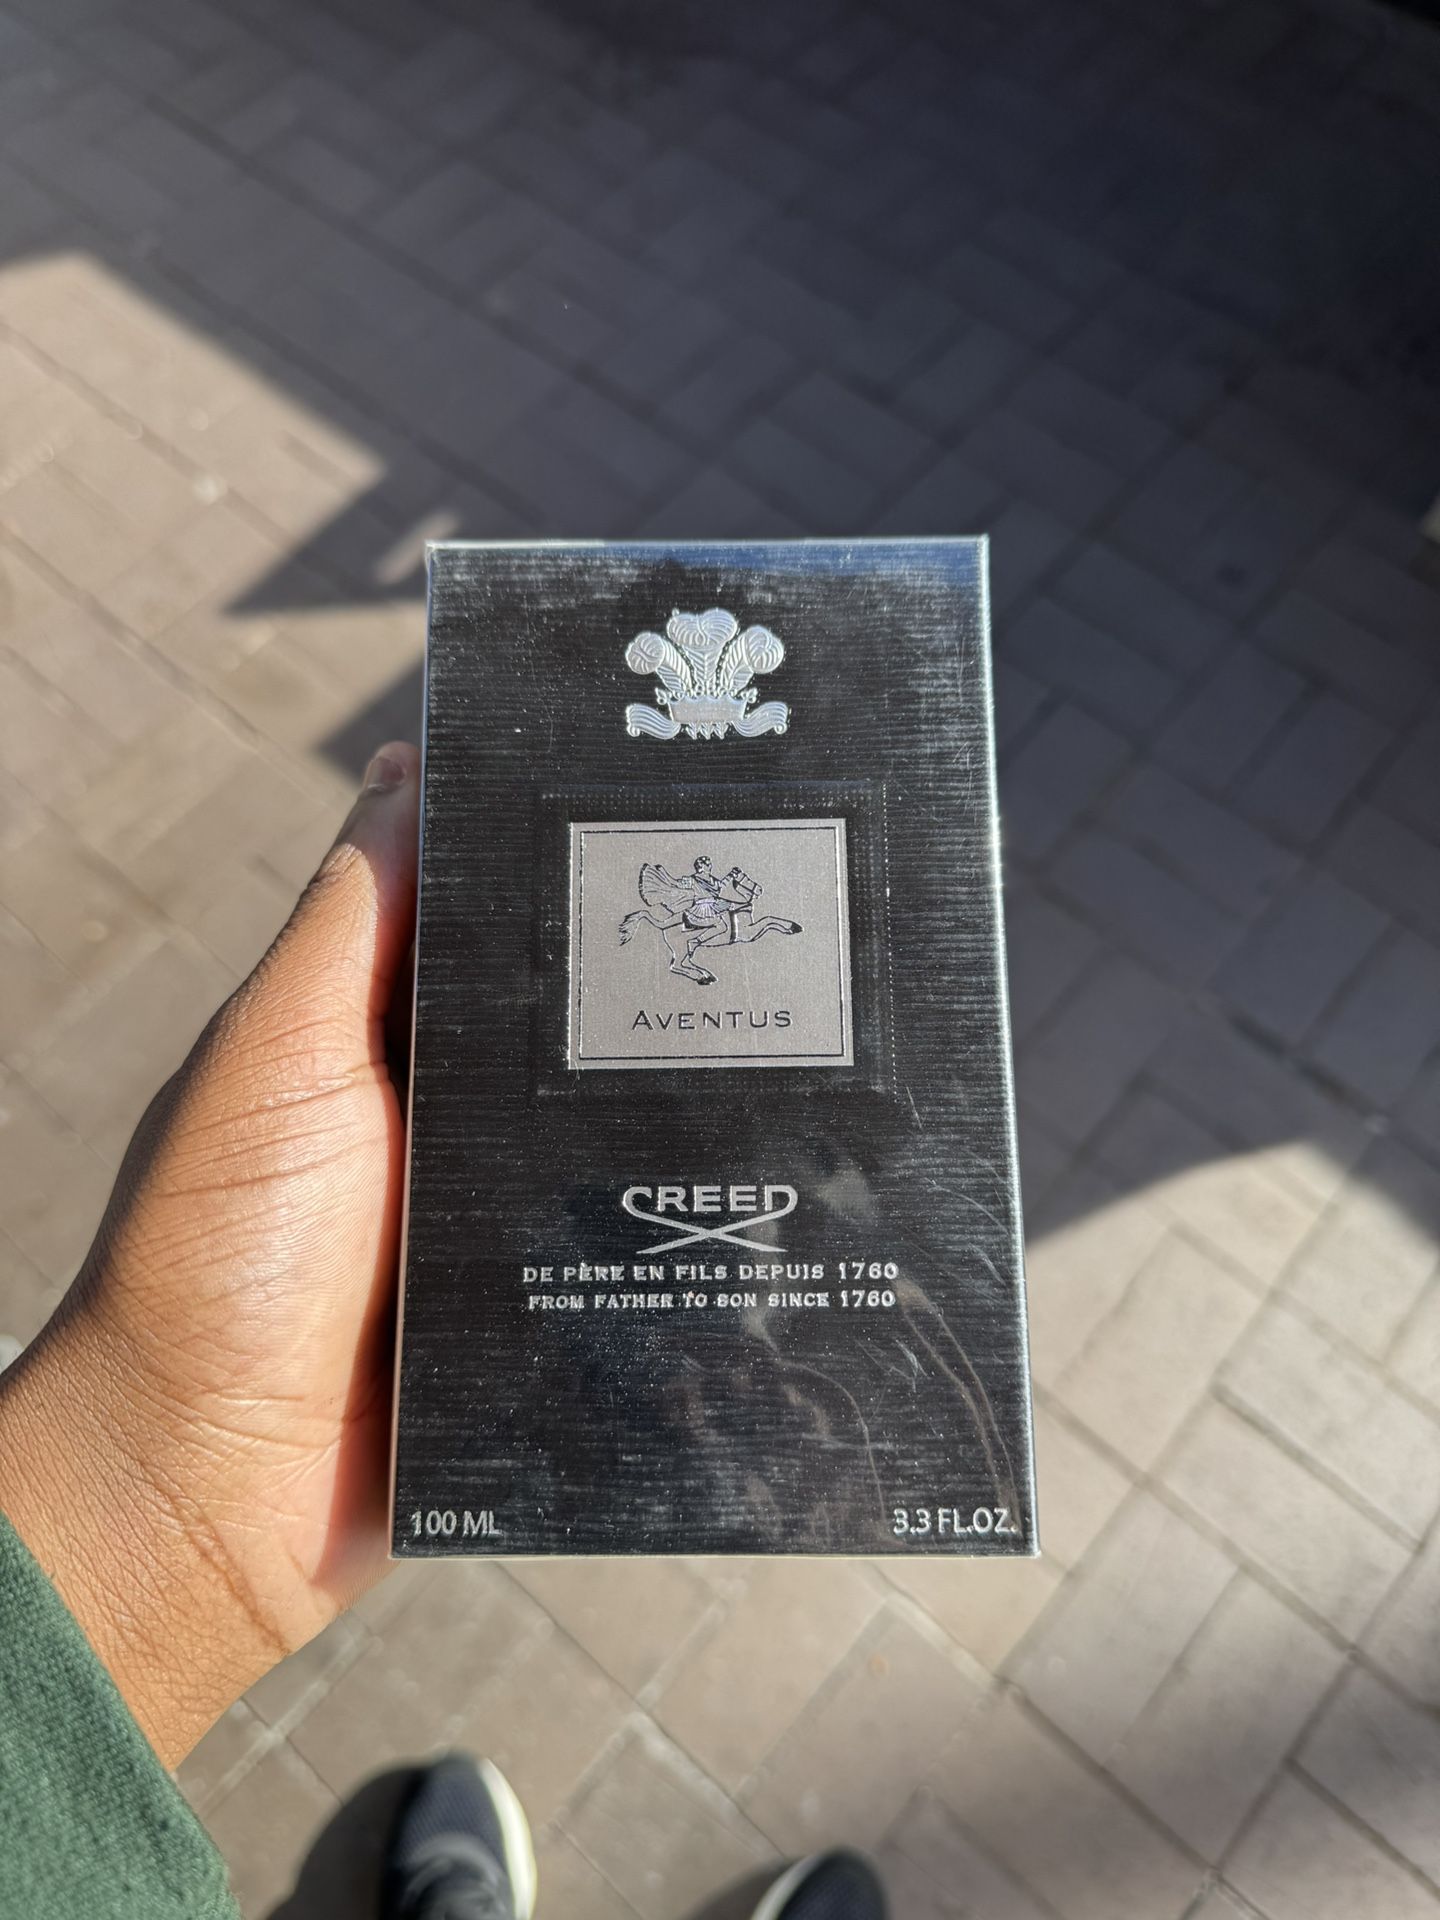 AVENTUS
CREED
DE PÈRE EN FILS DEPUIS 1760
FROM FATHER TO SON SINCE 1760
100 ML
3.3 FL.OZ.